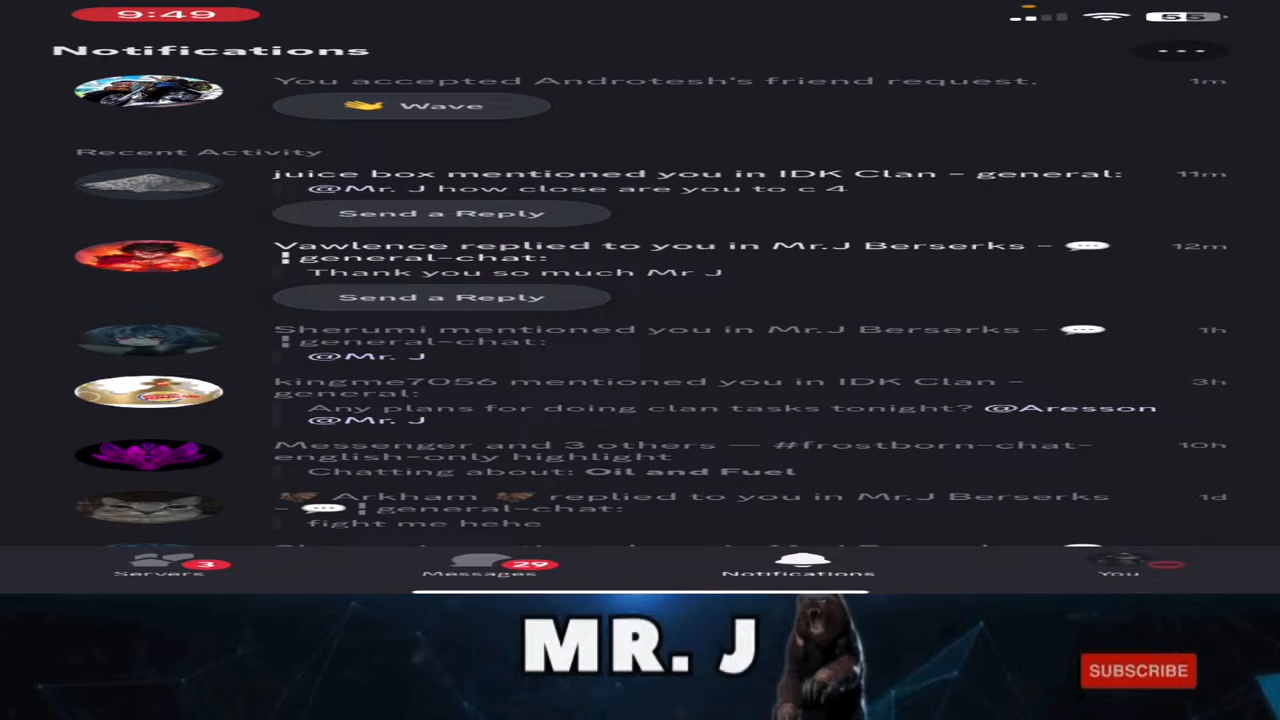 9:49
55
Notifications
You accepted Androtesh's friend request.
1m
👋 Wave
Recent Activity
juice box mentioned you in IDK Clan - general:
11m
@Mr. J how close are you to c 4
Send a Reply
Vawlence replied to you in Mr.J Berserks - 💬
12m
¦general-chat:
Thank you so much Mr J
Send a Reply
Sherumi mentioned you in Mr.J Berserks - 💬
1h
¦general-chat:
@Mr. J
kingme7056 mentioned you in IDK Clan -
3h
general:
Any plans for doing clan tasks tonight? @Aresson
@Mr. J
Messenger and 3 others — #frostborn-chat-
10h
english-only highlight
Chatting about: Oil and Fuel
Arkham replied to you in Mr.J Berserks
1d
- 💬 ¦general-chat:
fight me hehe
3
29
Servers
Messages
Notifications
You
MR. J
SUBSCRIBE